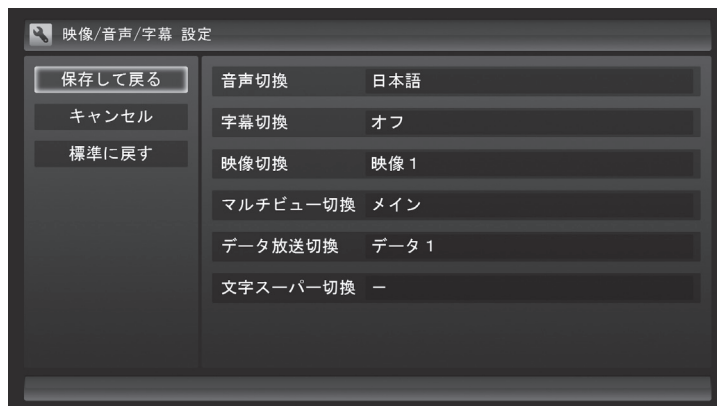 映像/音声/字幕 設定
保存して戻る
キャンセル
標準に戻す
音声切換 日本語
字幕切換 オフ
映像切換 映像1
マルチビュー切換 メイン
データ放送切換 データ1
文字スーパー切換 −